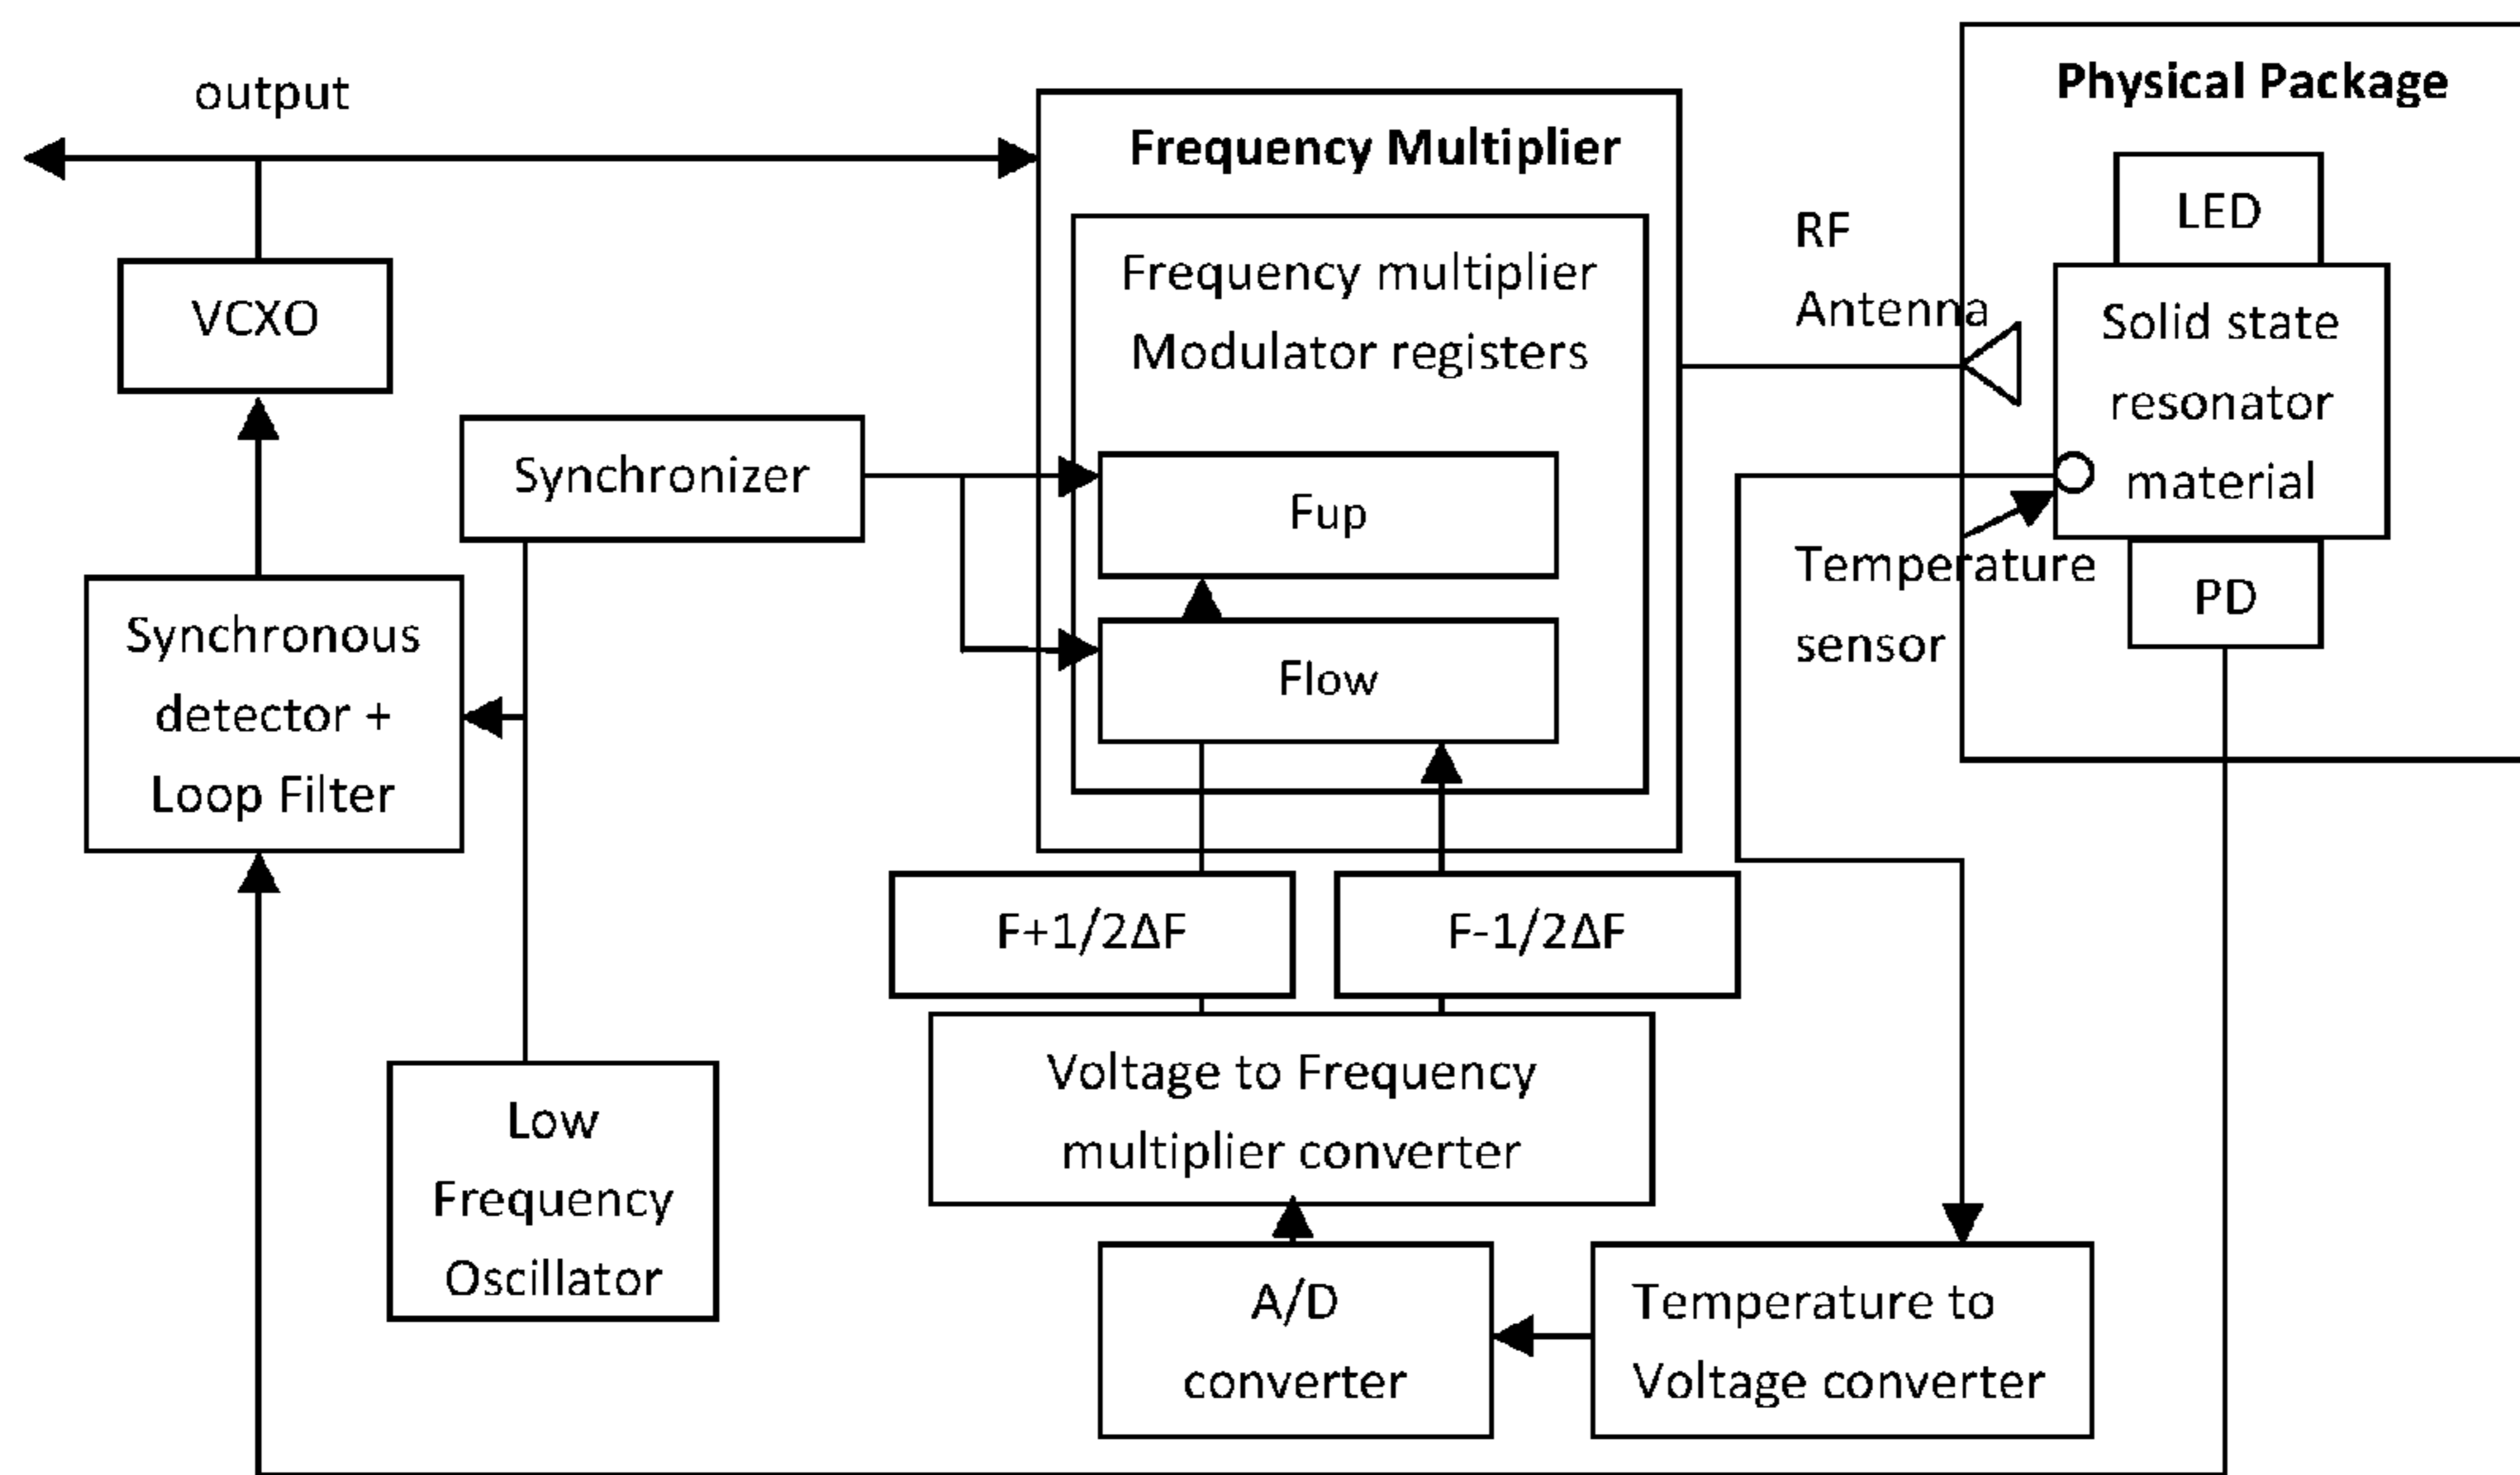 output
VCXO
Synchronizer
Synchronous
detector +
Loop Filter
Low
Frequency
Oscillator
Frequency Multiplier
Frequency multiplier
Modulator registers
Fup
Flow
F+1/2ΔF
F-1/2ΔF
Voltage to Frequency
multiplier converter
A/D
converter
Temperature to
Voltage converter
RF
Antenna
Temperature
sensor
Physical Package
LED
Solid state
resonator
material
PD